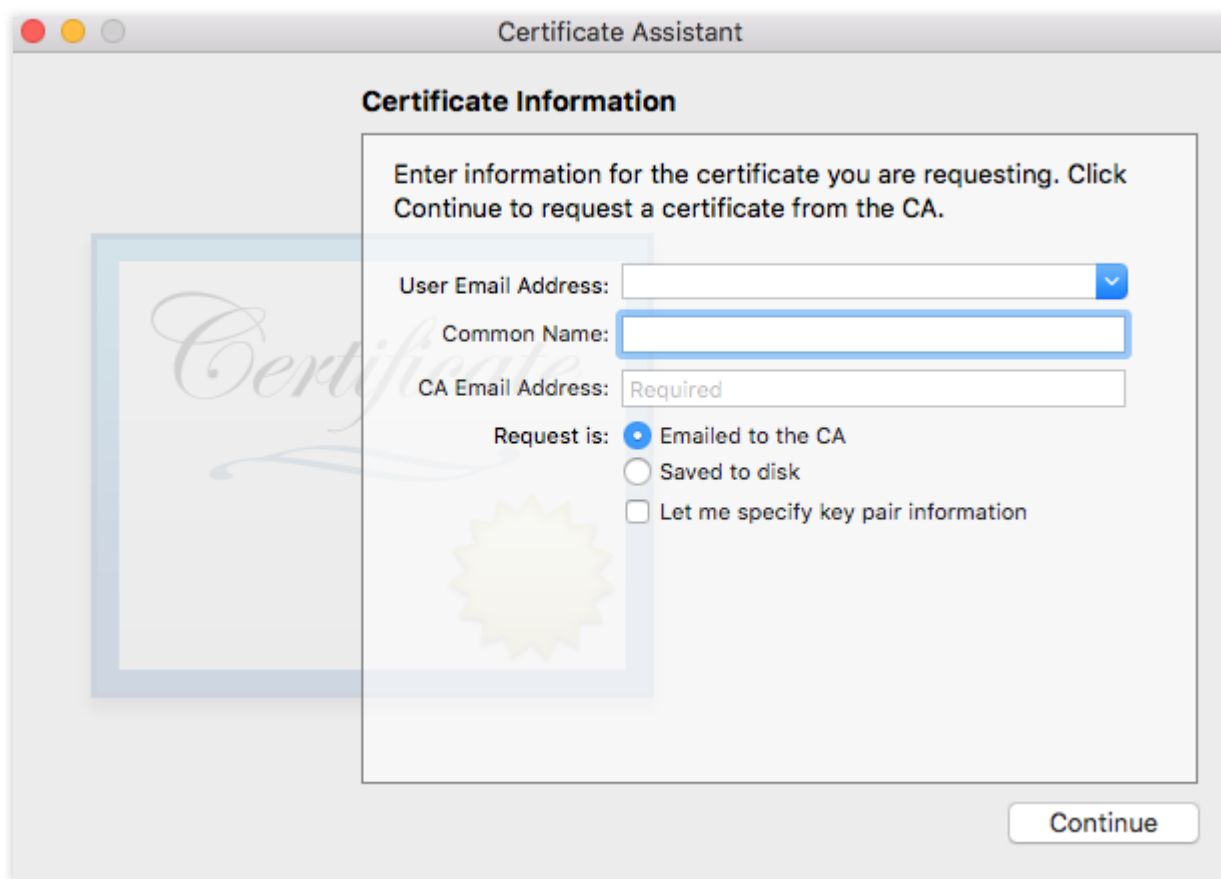 Certificate Assistant
Certificate Information
Enter information for the certificate you are requesting. Click
Continue to request a certificate from the CA.
User Email Address:
Common Name:
CA Email Address: Required
Request is: Emailed to the CA
Saved to disk
Let me specify key pair information
Certificate
Continue